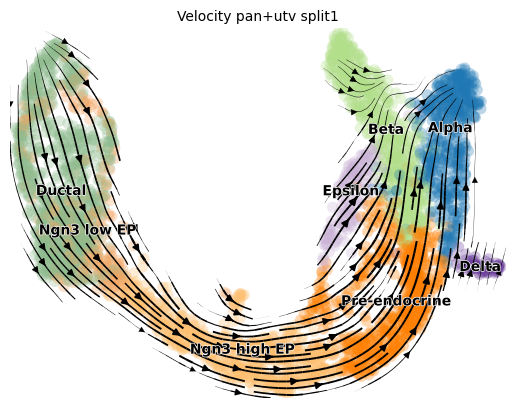 Velocity pan+utv split1
Beta
Alpha
Ductal
Epsilon
Ngn3 low EP
Delta
Pre-endocrine
Ngn3 high EP